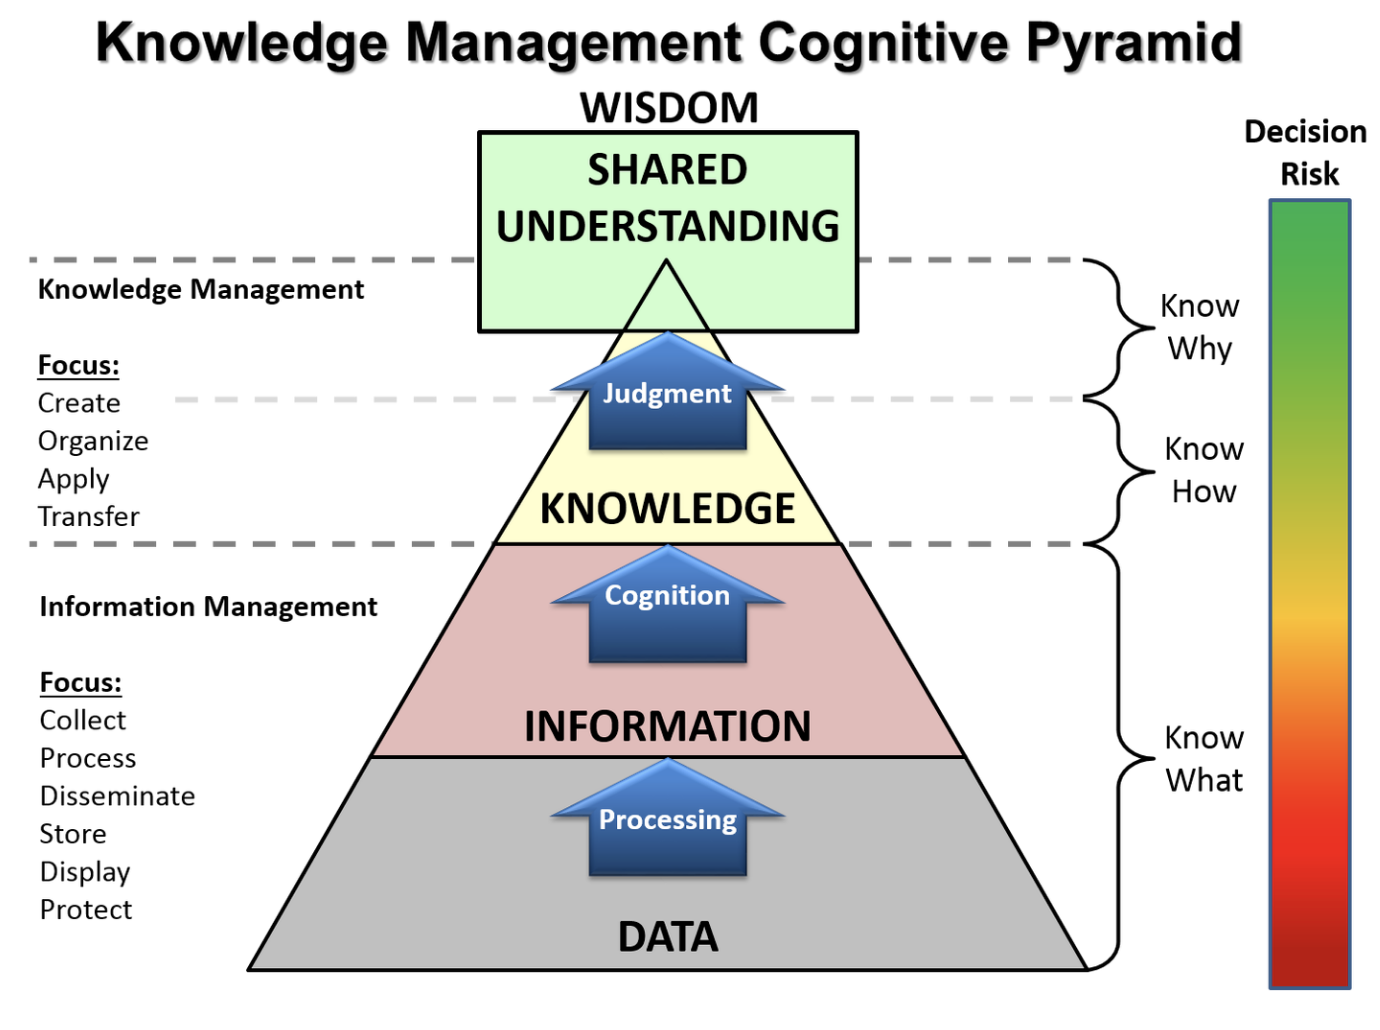 Knowledge Management Cognitive Pyramid
WISDOM
SHARED
UNDERSTANDING
Decision
Risk
Knowledge Management
Focus:
Create
Organize
Apply
Transfer
Judgment
KNOWLEDGE
Know
Why
Know
How
Information Management
Focus:
Collect
Process
Disseminate
Store
Display
Protect
Cognition
INFORMATION
Processing
DATA
Know
What